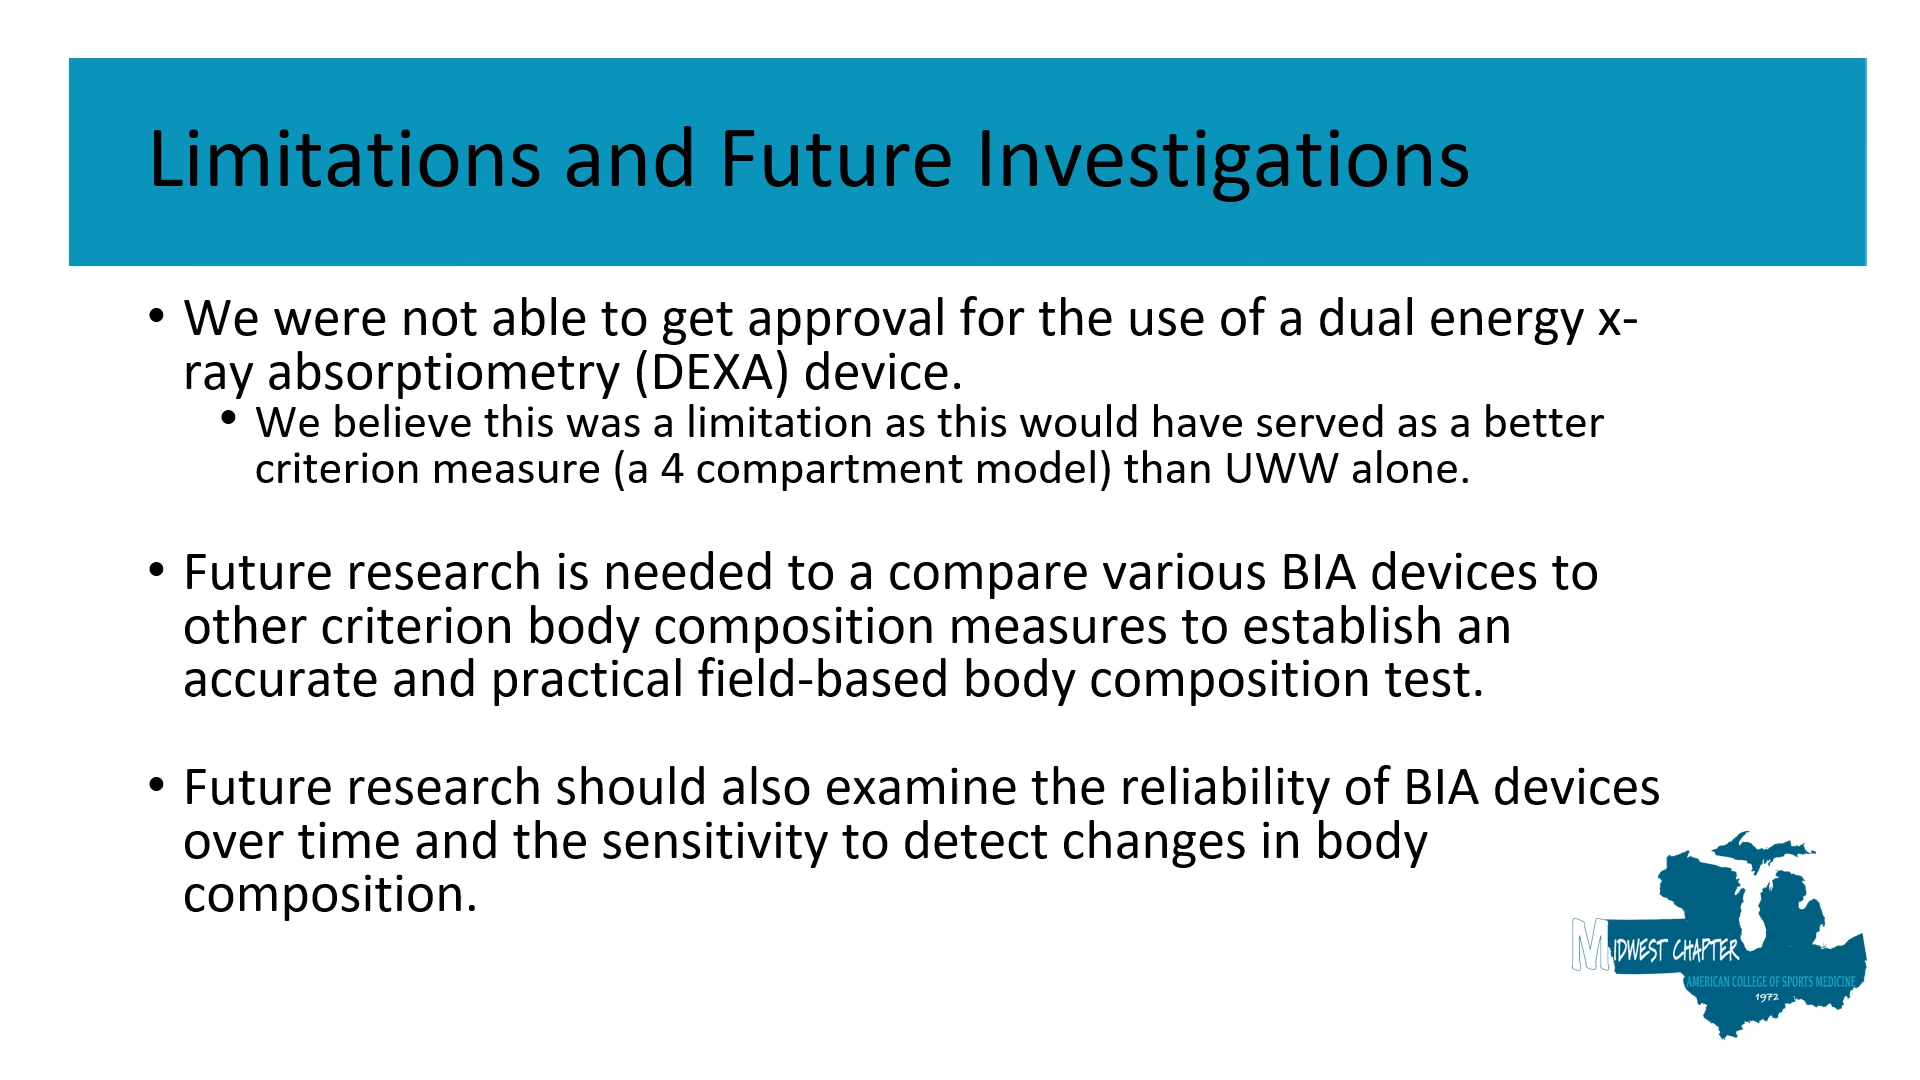 Limitations and Future Investigations
• We were not able to get approval for the use of a dual energy x-
ray absorptiometry (DEXA) device.
• We believe this was a limitation as this would have served as a better
criterion measure (a 4 compartment model) than UWW alone.
• Future research is needed to a compare various BIA devices to
other criterion body composition measures to establish an
accurate and practical field-based body composition test.
• Future research should also examine the reliability of BIA devices
over time and the sensitivity to detect changes in body
composition.
MIDWEST CHAPTER
AMERICAN COLLEGE OF SPORTS MEDICINE
1972